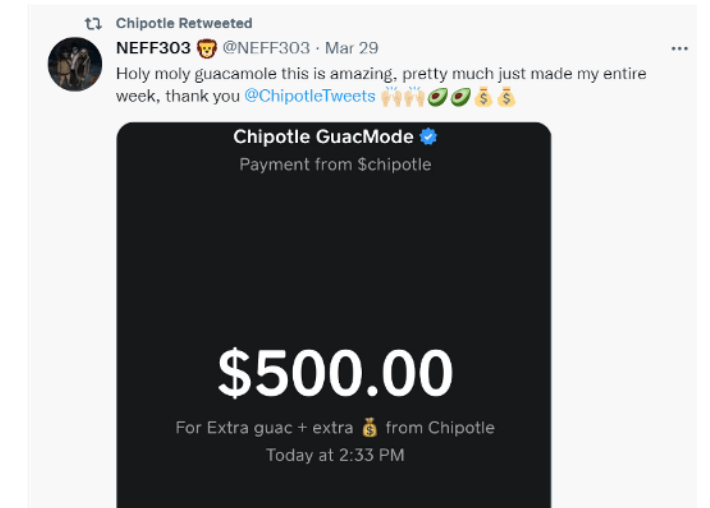 Chipotle Retweeted
NEFF303 🦁 @NEFF303 · Mar 29
Holy moly guacamole this is amazing, pretty much just made my entire
week, thank you @ChipotleTweets 🙌🏻🙌🏻🥑🥑💰💰
Chipotle GuacMode
Payment from $chipotle
$500.00
For Extra guac + extra 💰 from Chipotle
Today at 2:33 PM